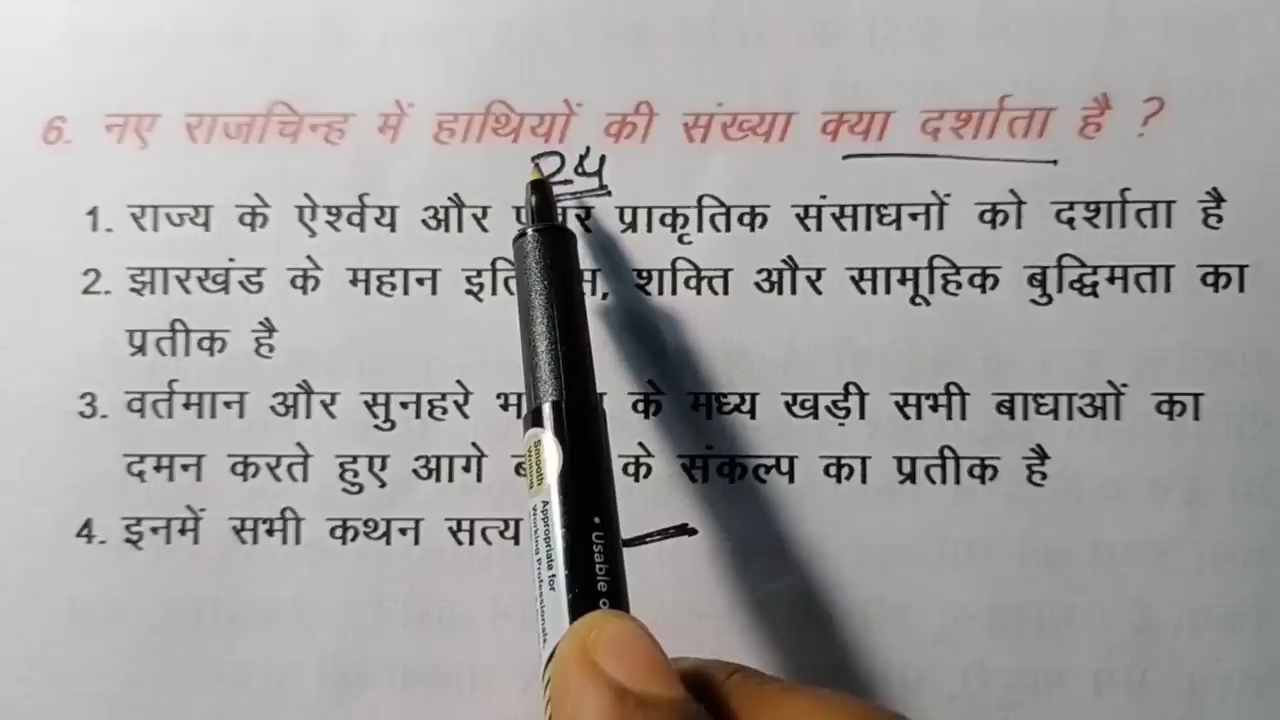 6. नए राजचिन्ह में हाथियों की संख्या क्या दर्शाता है ?
24
1. राज्य के ऐर्श्वय और प्राकृतिक संसाधनों को दर्शाता है
2. झारखंड के महान शक्ति और सामूहिक बुद्धिमता का
प्रतीक है
3. वर्तमान और सुनहरे के मध्य खड़ी सभी बाधाओं का
दमन करते हुए आगे के संकल्प का प्रतीक है
4. इनमें सभी कथन सत्य
Smooth Writing
Appropriate for
Working Professionals.
• Usable